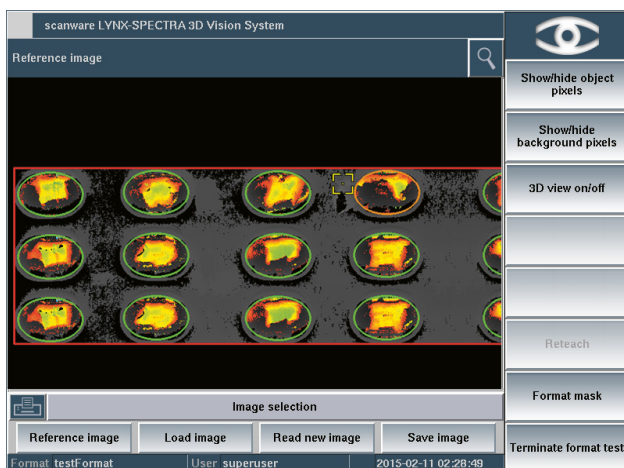 scanware LYNX-SPECTRA 3D Vision System
Reference image
Show/hide object
pixels
Show/hide
background pixels
3D view on/off
Reteach
Format mask
Terminate format test
Image selection
Reference image
Load image
Read new image
Save image
Format testFormat
User superuser
2015-02-11 02:28:49